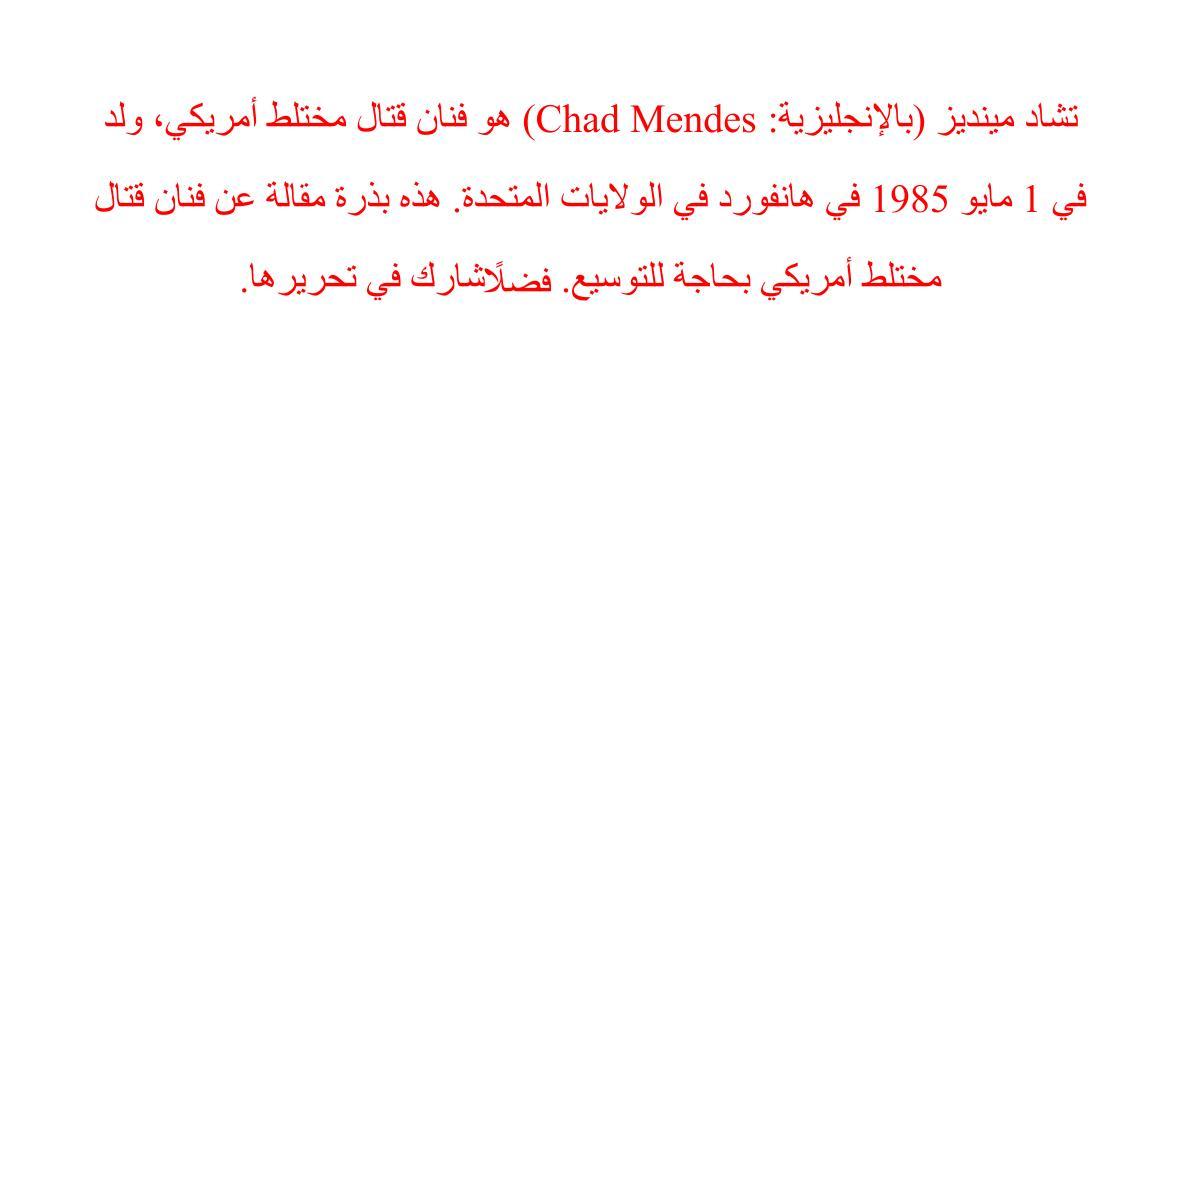 تشاد مينديز (بالإنجليزية: Chad Mendes) هو فنان قتال مختلط أمريكي، ولد
في 1 مايو 1985 في هانفورد في الولايات المتحدة. هذه بذرة مقالة عن فنان قتال
مختلط أمريكي بحاجة للتوسيع. فضلًاشارك في تحريرها.